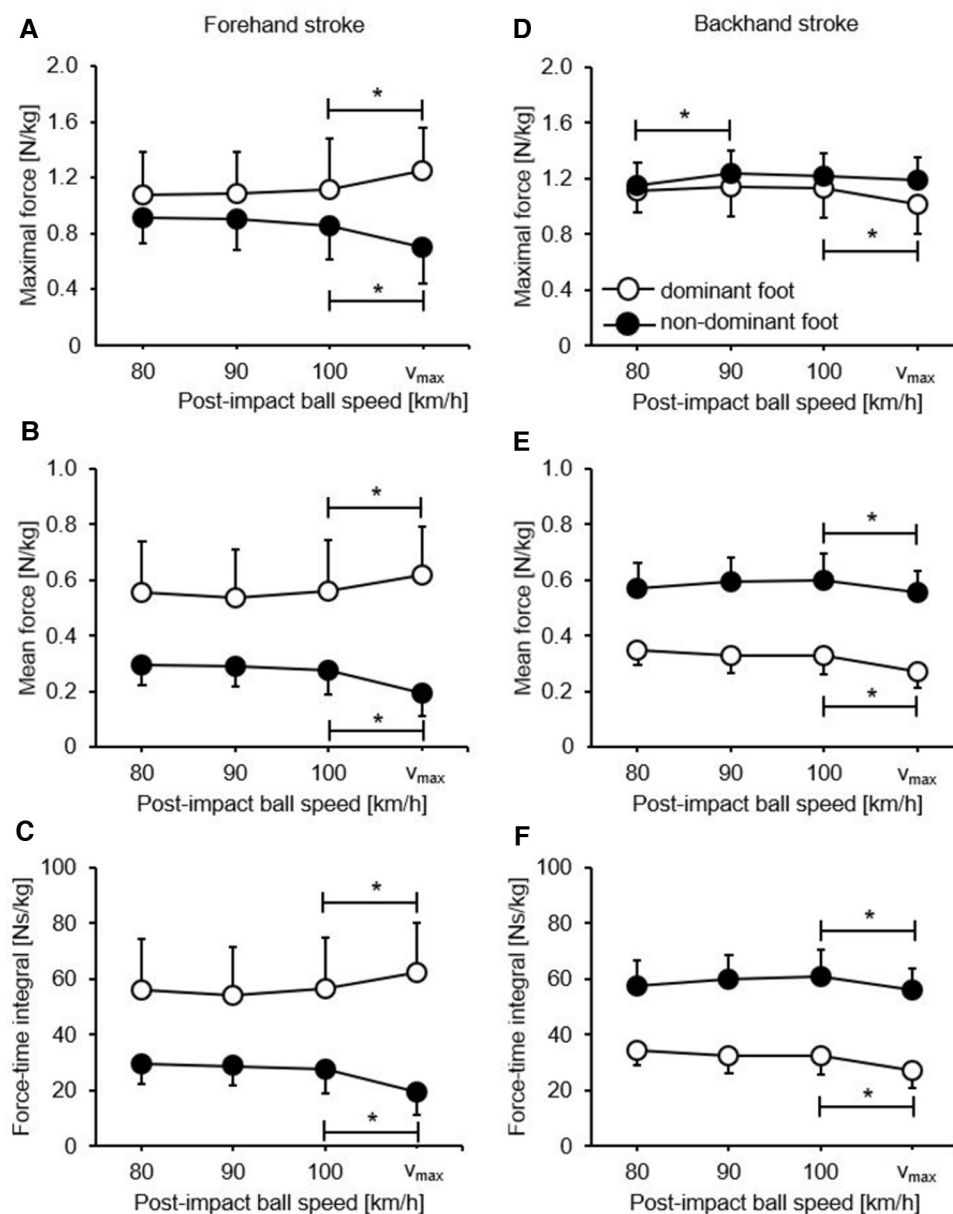 A
Forehand stroke
Maximal force [N/kg]
2.0
1.6
1.2
0.8
0.4
0
*
*
80 90 100 vmax
Post-impact ball speed [km/h]
D
Backhand stroke
Maximal force [N/kg]
2.0
1.6
1.2
0.8
0.4
0
*
*
dominant foot
non-dominant foot
80 90 100 vmax
Post-impact ball speed [km/h]
B
Mean force [N/kg]
1.0
0.8
0.6
0.4
0.2
0
*
*
80 90 100 vmax
Post-impact ball speed [km/h]
E
Mean force [N/kg]
1.0
0.8
0.6
0.4
0.2
0
*
*
80 90 100 vmax
Post-impact ball speed [km/h]
C
Force-time integral [Ns/kg]
100
80
60
40
20
0
*
*
80 90 100 vmax
Post-impact ball speed [km/h]
F
Force-time integral [Ns/kg]
100
80
60
40
20
0
*
*
80 90 100 vmax
Post-impact ball speed [km/h]